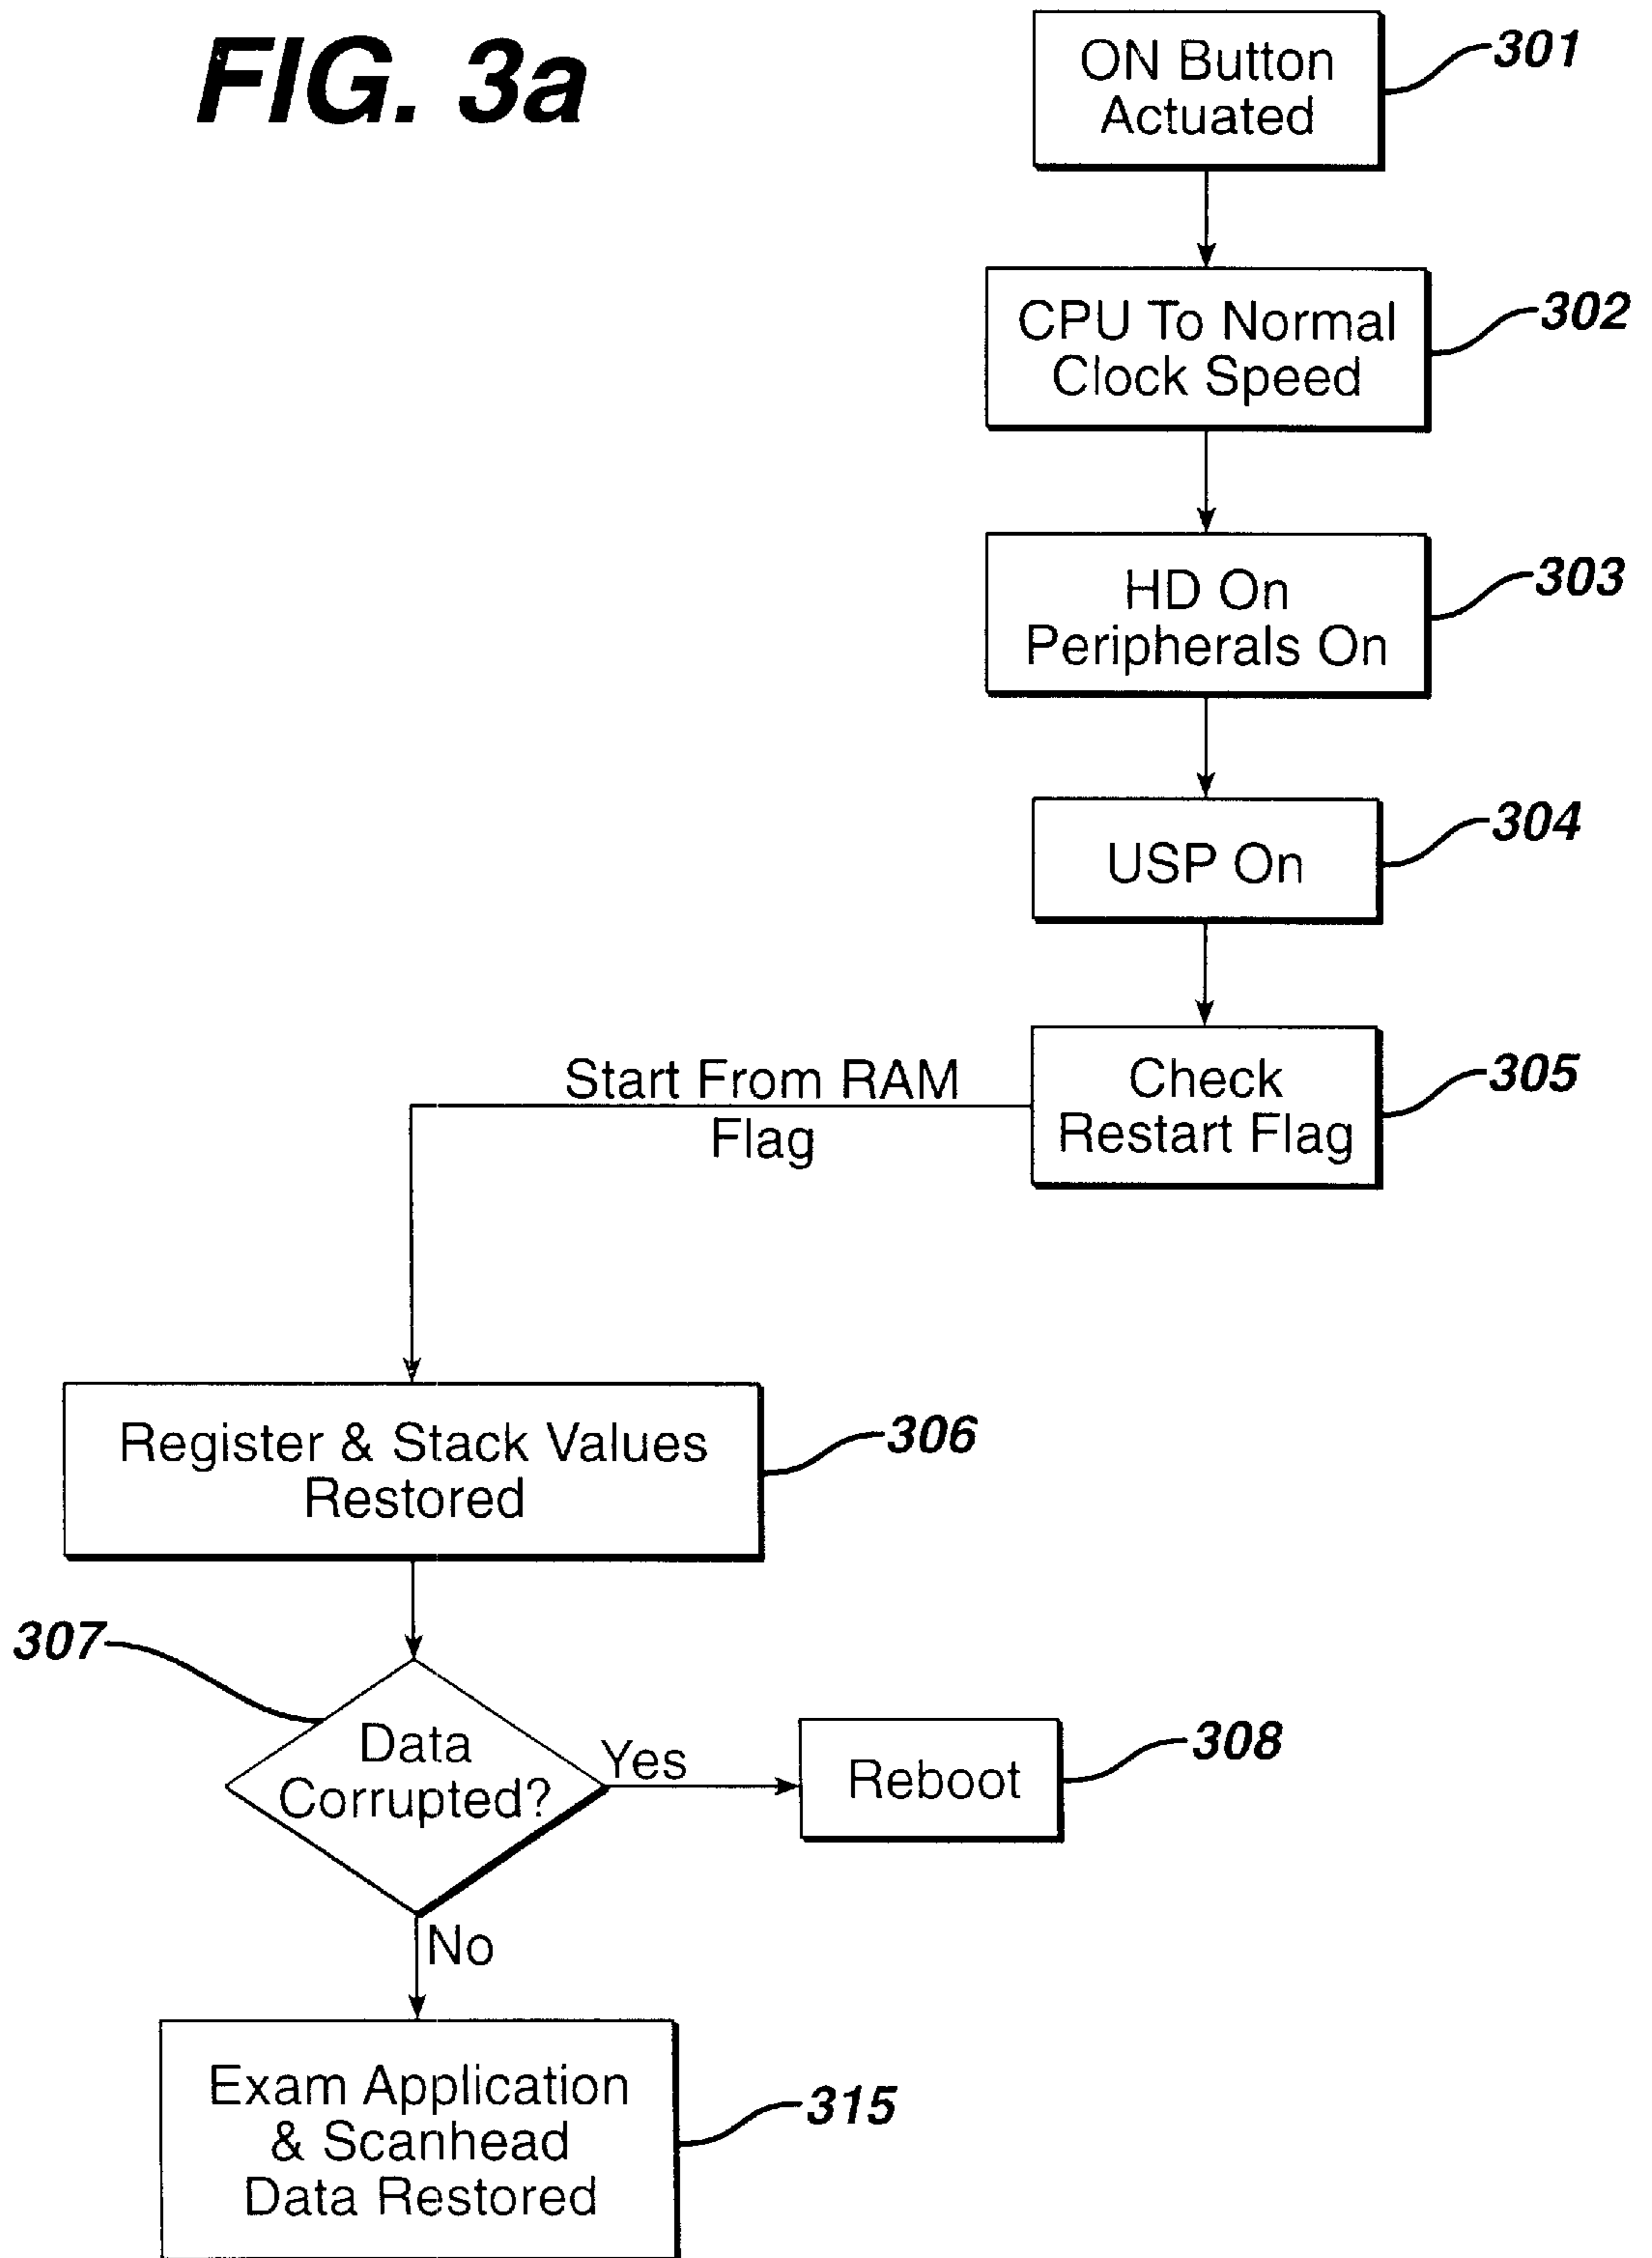 FIG. 3a
ON Button
Actuated
301
CPU To Normal
Clock Speed
302
HD On
Peripherals On
303
USP On
304
Check
Restart Flag
305
Start From RAM
Flag
Register & Stack Values
Restored
306
307
Data
Corrupted?
Yes
Reboot
308
No
Exam Application
& Scanhead
Data Restored
315